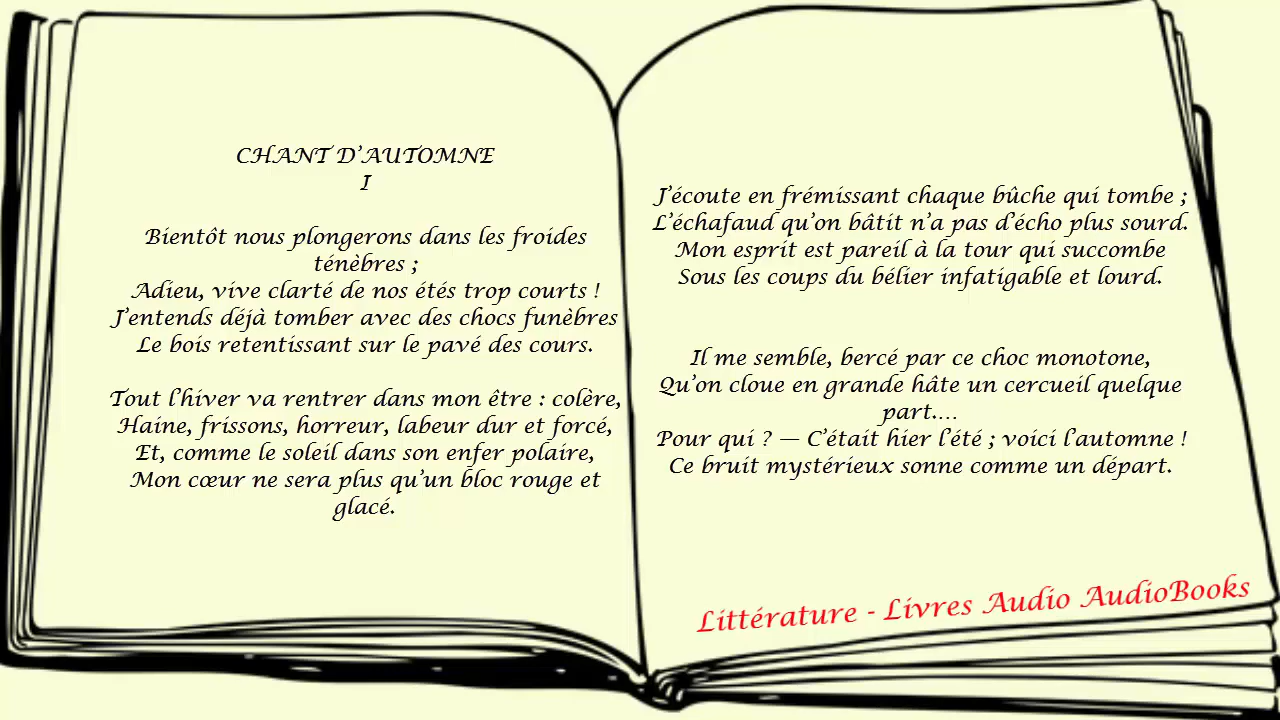 CHANT D'AUTOMNE
I
Bientôt nous plongerons dans les froides
ténèbres ;
Adieu, vive clarté de nos étés trop courts !
J'entends déjà tomber avec des chocs funèbres
Le bois retentissant sur le pavé des cours.
Tout l'hiver va rentrer dans mon être : colère,
Haine, frissons, horreur, labeur dur et forcé,
Et, comme le soleil dans son enfer polaire,
Mon cœur ne sera plus qu'un bloc rouge et
glacé.
J'écoute en frémissant chaque bûche qui tombe ;
L'échafaud qu'on bâtit n'a pas d'écho plus sourd.
Mon esprit est pareil à la tour qui succombe
Sous les coups du bélier infatigable et lourd.
Il me semble, bercé par ce choc monotone,
Qu'on cloue en grande hâte un cercueil quelque
part....
Pour qui ? — C'était hier l'été ; voici l'automne !
Ce bruit mystérieux sonne comme un départ.
Littérature - Livres Audio AudioBooks